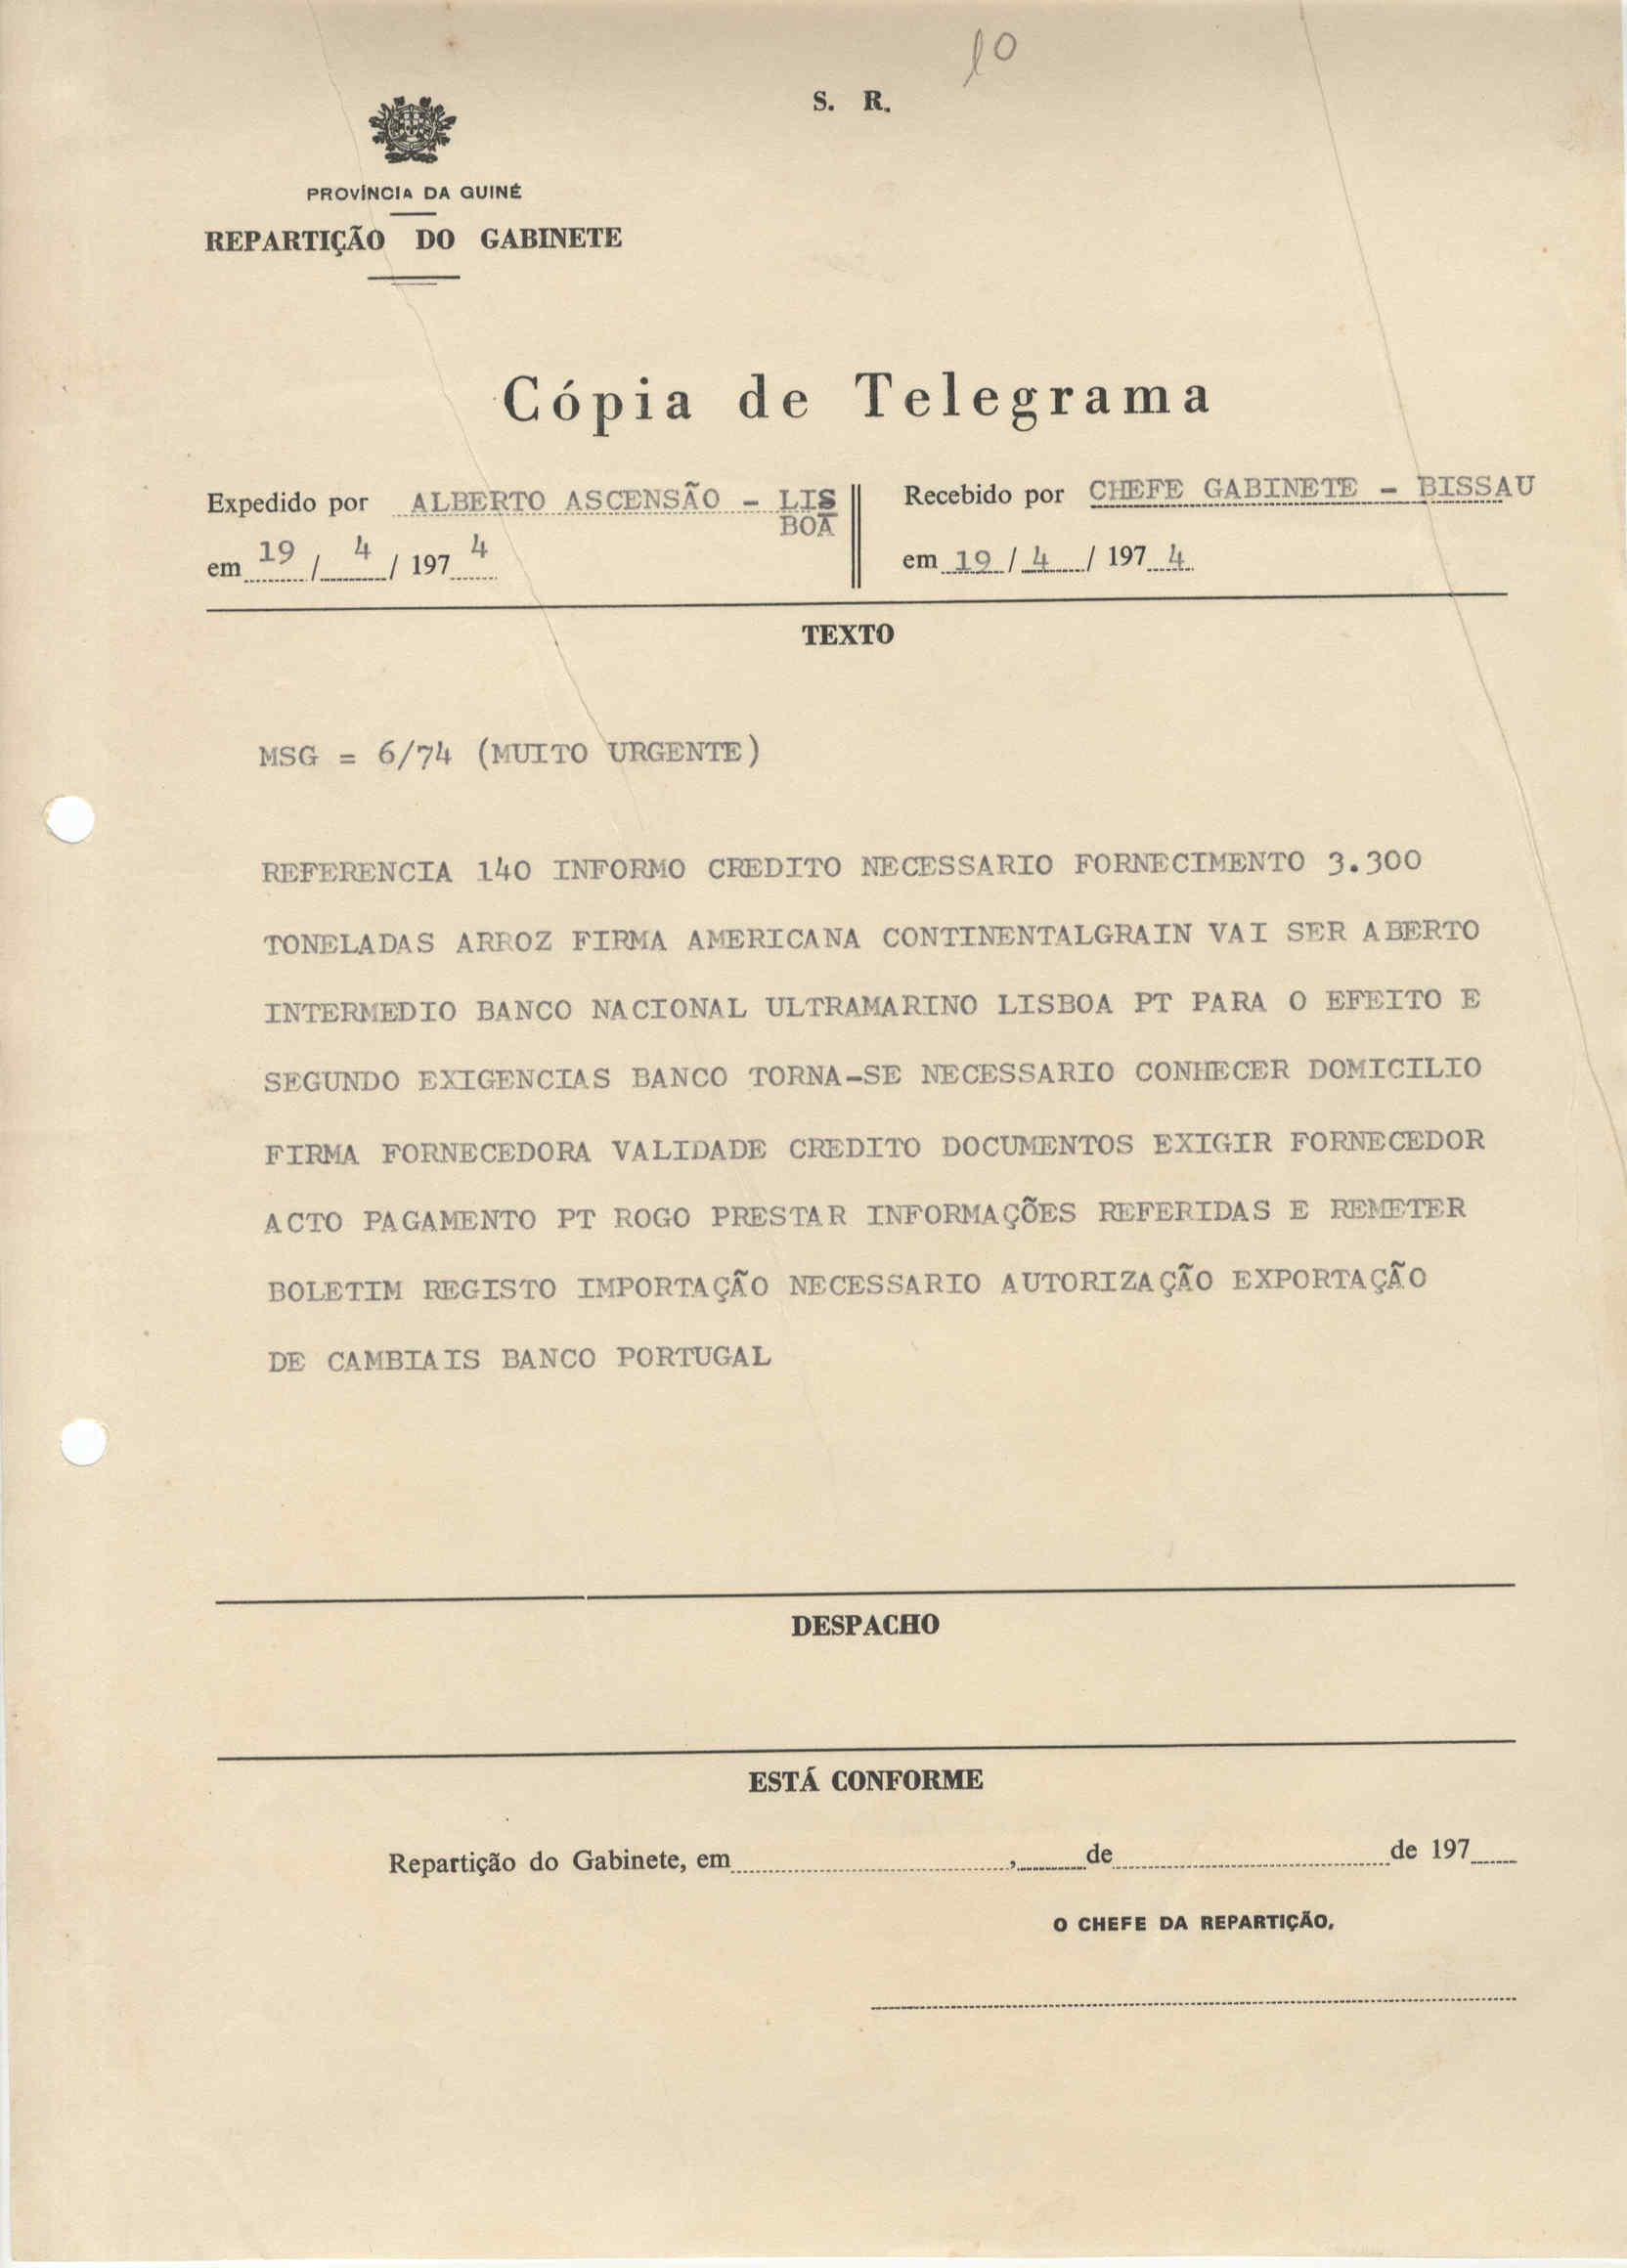 10
S. R.
PROVÍNCIA DA GUINÉ
REPARTIÇÃO DO GABINETE
Cópia de Telegrama
Expedido por ALBERTO ASCENSÃO - LIS
BOA
em 19 / 4 / 197 4
Recebido por CHEFE GABINETE - BISSAU
em 19 / 4 / 197 4
TEXTO
MSG = 6/74 (MUITO URGENTE)
REFERENCIA 140 INFORMO CREDITO NECESSARIO FORNECIMENTO 3.300
TONELADAS ARROZ FIRMA AMERICANA CONTINENTALGRAIN VAI SER ABERTO
INTERMEDIO BANCO NACIONAL ULTRAMARINO LISBOA PT PARA O EFEITO E
SEGUNDO EXIGENCIAS BANCO TORNA-SE NECESSARIO CONHECER DOMICILIO
FIRMA FORNECEDORA VALIDADE CREDITO DOCUMENTOS EXIGIR FORNECEDOR
ACTO PAGAMENTO PT ROGO PRESTAR INFORMAÇÕES REFERIDAS E REMETER
BOLETIM REGISTO IMPORTAÇÃO NECESSARIO AUTORIZAÇÃO EXPORTAÇÃO
DE CAMBIAIS BANCO PORTUGAL
DESPACHO
ESTÁ CONFORME
Repartição do Gabinete, em , de de 197
O CHEFE DA REPARTIÇÃO,